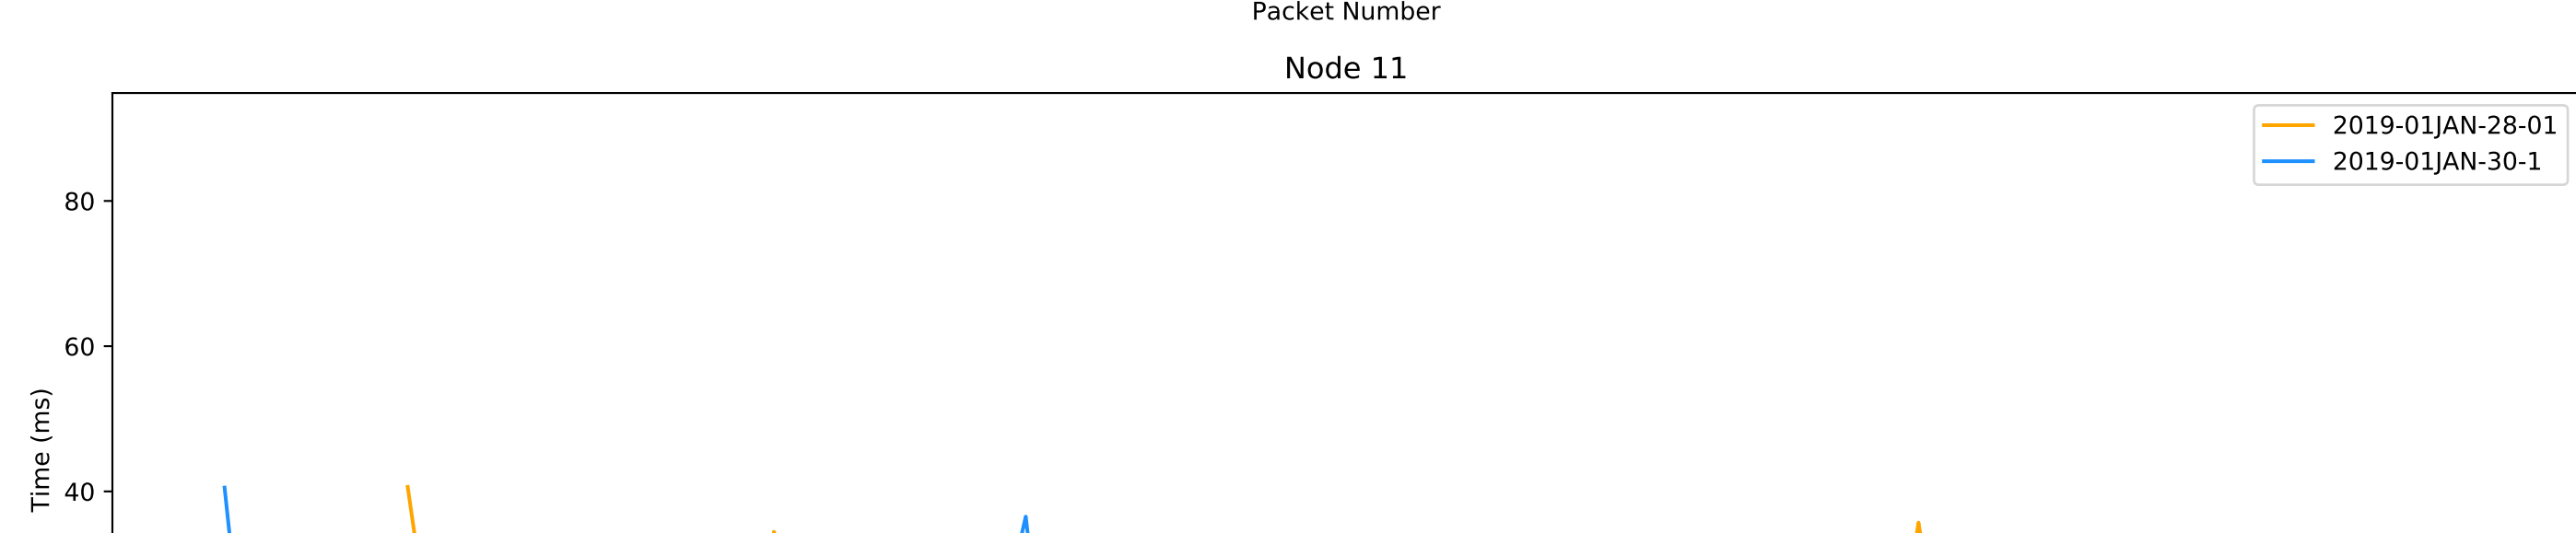 Packet Number
Node 11
2019-01JAN-28-01
2019-01JAN-30-1
80
60
40
Time (ms)